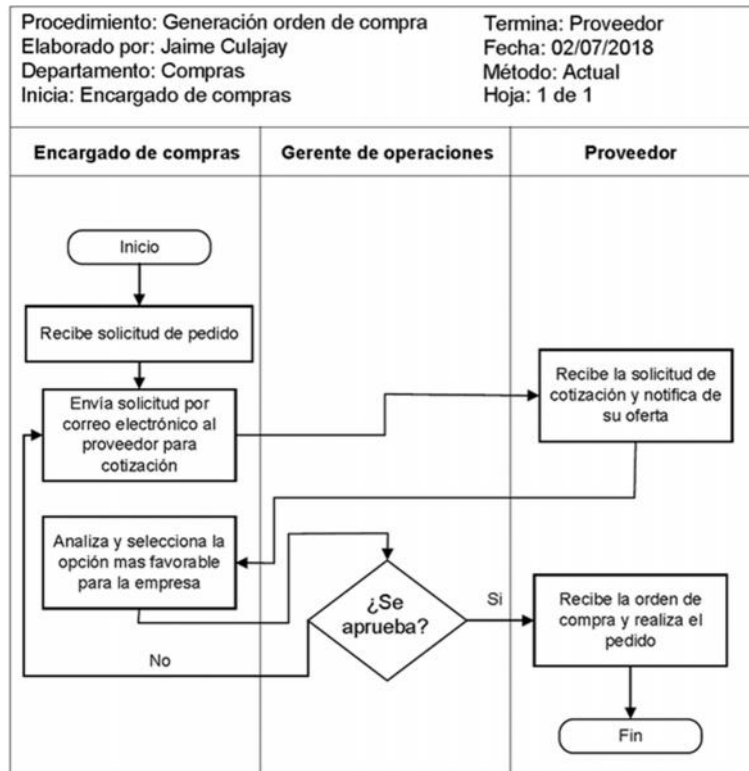 Procedimiento: Generación orden de compra
Elaborado por: Jaime Culajay
Departamento: Compras
Inicia: Encargado de compras
Termina: Proveedor
Fecha: 02/07/2018
Método: Actual
Hoja: 1 de 1
Encargado de compras
Gerente de operaciones
Proveedor
Inicio
Recibe solicitud de pedido
Envía solicitud por
correo electrónico al
proveedor para
cotización
Recibe la solicitud de
cotización y notifica de
su oferta
Analiza y selecciona la
opción mas favorable
para la empresa
¿Se
aprueba?
Si
No
Recibe la orden de
compra y realiza el
pedido
Fin